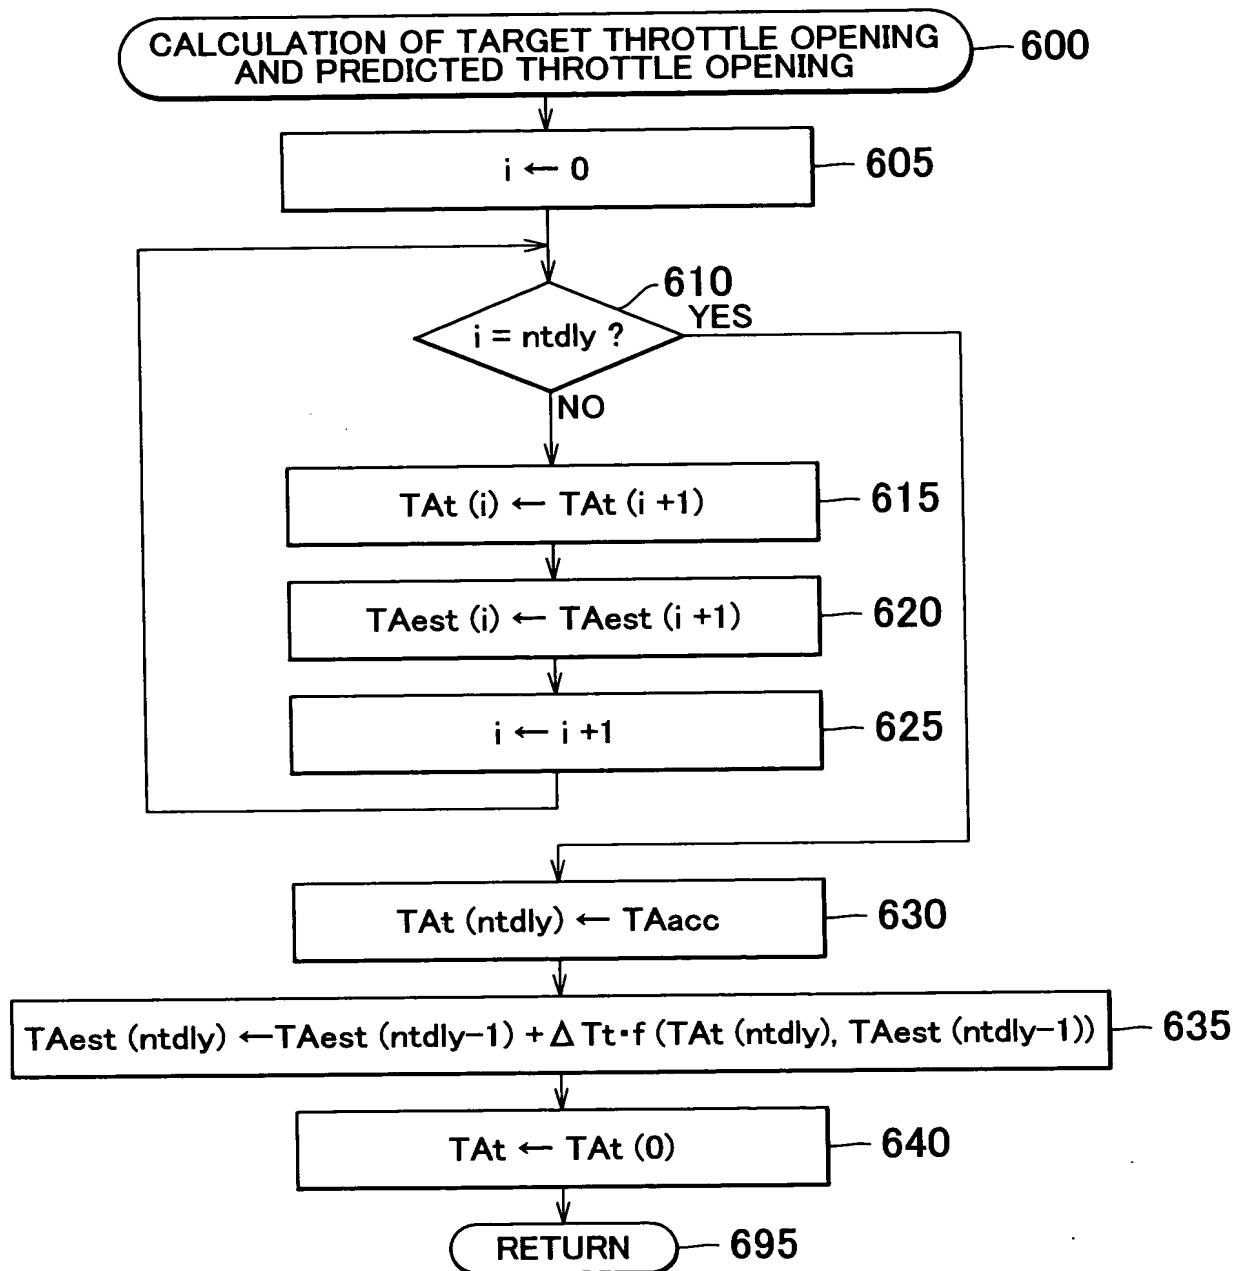 CALCULATION OF TARGET THROTTLE OPENING
AND PREDICTED THROTTLE OPENING
600
i ← 0
605
610
i = ntdly ?
YES
NO
TAt (i) ← TAt (i +1)
615
TAest (i) ← TAest (i +1)
620
i ← i +1
625
TAt (ntdly) ← TAacc
630
TAest (ntdly) ←TAest (ntdly-1) + Δ Tt·f (TAt (ntdly), TAest (ntdly-1))
635
TAt ← TAt (0)
640
RETURN
695